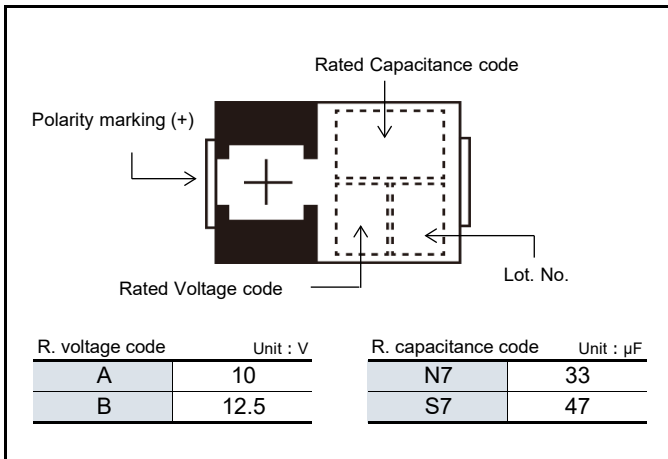 Rated Capacitance code
Polarity marking (+)
Rated Voltage code
Lot. No.
R. voltage code Unit : V
A 10
B 12.5
R. capacitance code Unit : µF
N7 33
S7 47